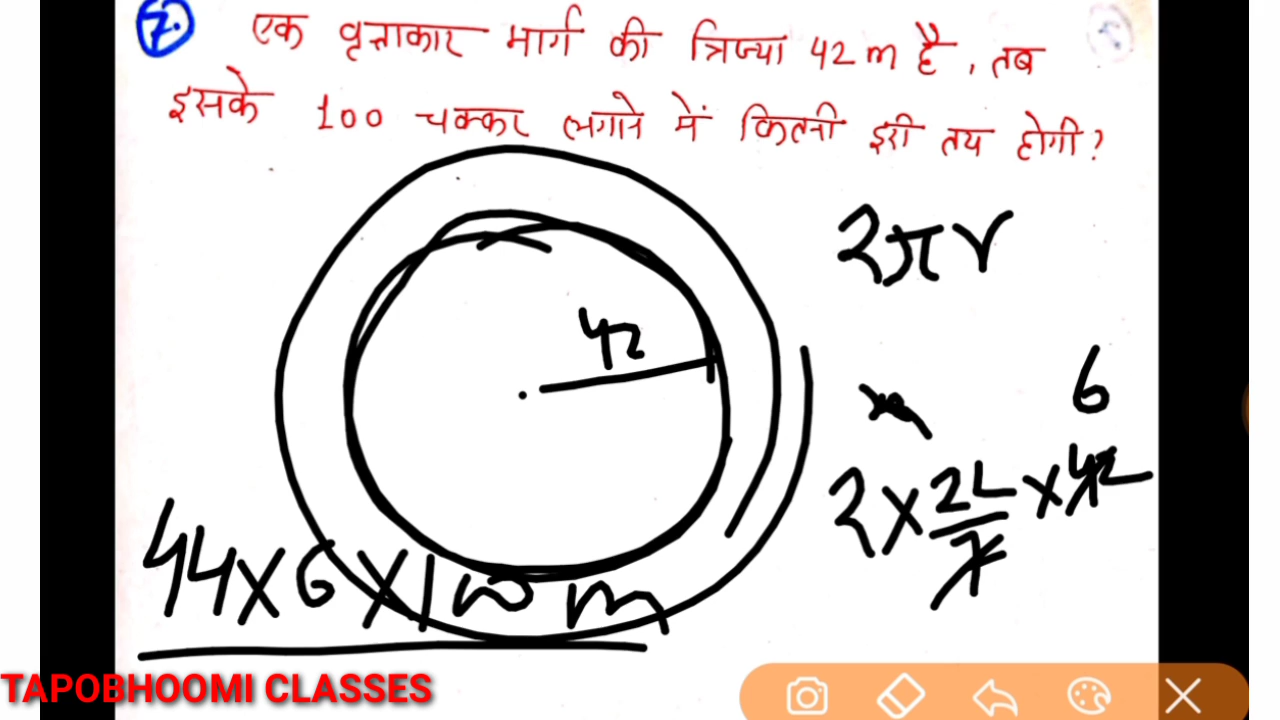 7.
एक वृत्ताकार मार्ग की त्रिज्या 42 m है, तब
इसके 100 चक्कर लगाने में कितनी दूरी तय होगी?
2πr
42
6
2 × 22/7 × 42
44 × 6 × 100 m
TAPOBHOOMI CLASSES